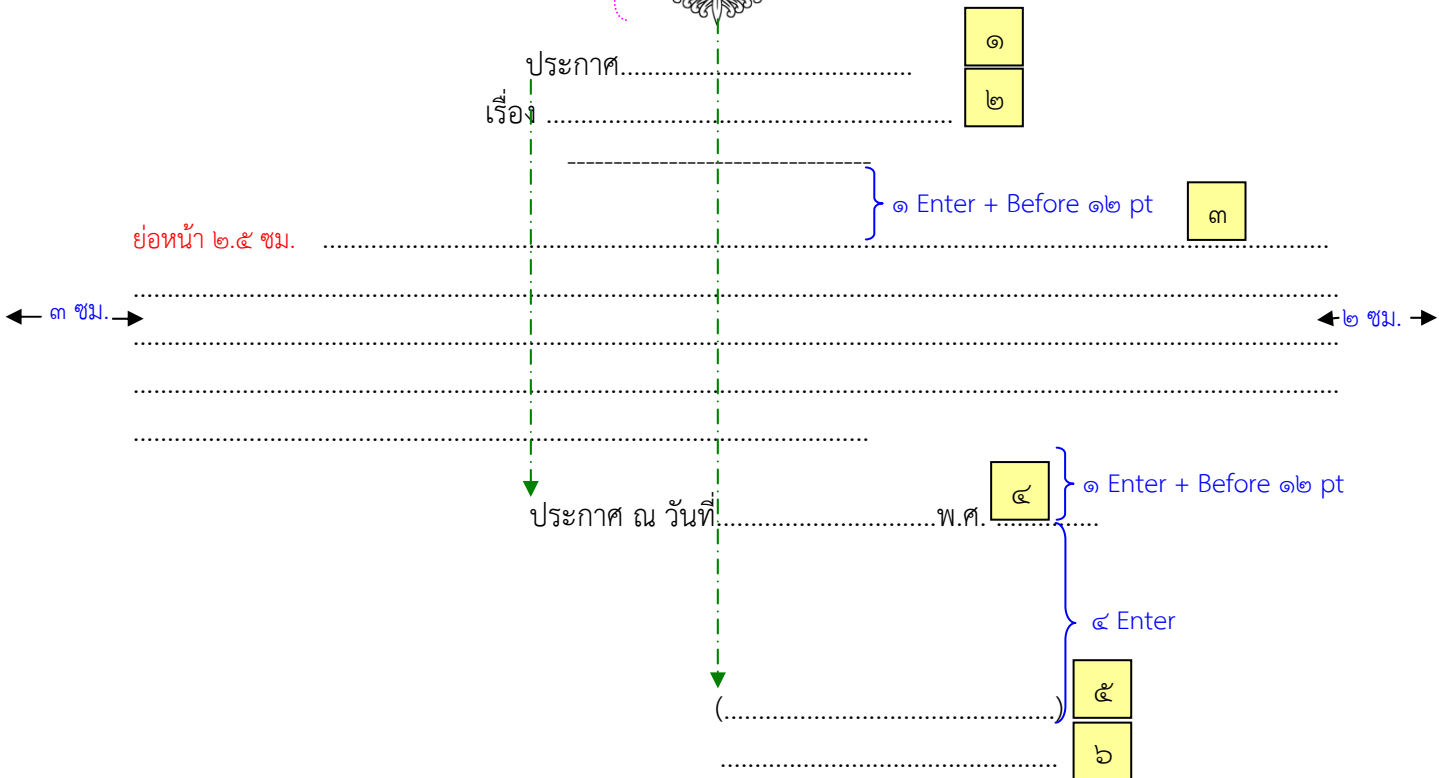 ประกาศ........................................... ๑
เรื่อง ............................................................ ๒
---------------------------------
๑ Enter + Before ๑๒ pt ๓
ย่อหน้า ๒.๕ ซม. ....................................................................................................................................................
..................................................................................................................................................................................
๓ ซม. ๒ ซม.
..................................................................................................................................................................................
..................................................................................................................................................................................
.............................................................................................................
๑ Enter + Before ๑๒ pt
ประกาศ ณ วันที่................................พ.ศ. ............... ๔
๔ Enter
(.................................................) ๕
.................................................. ๖